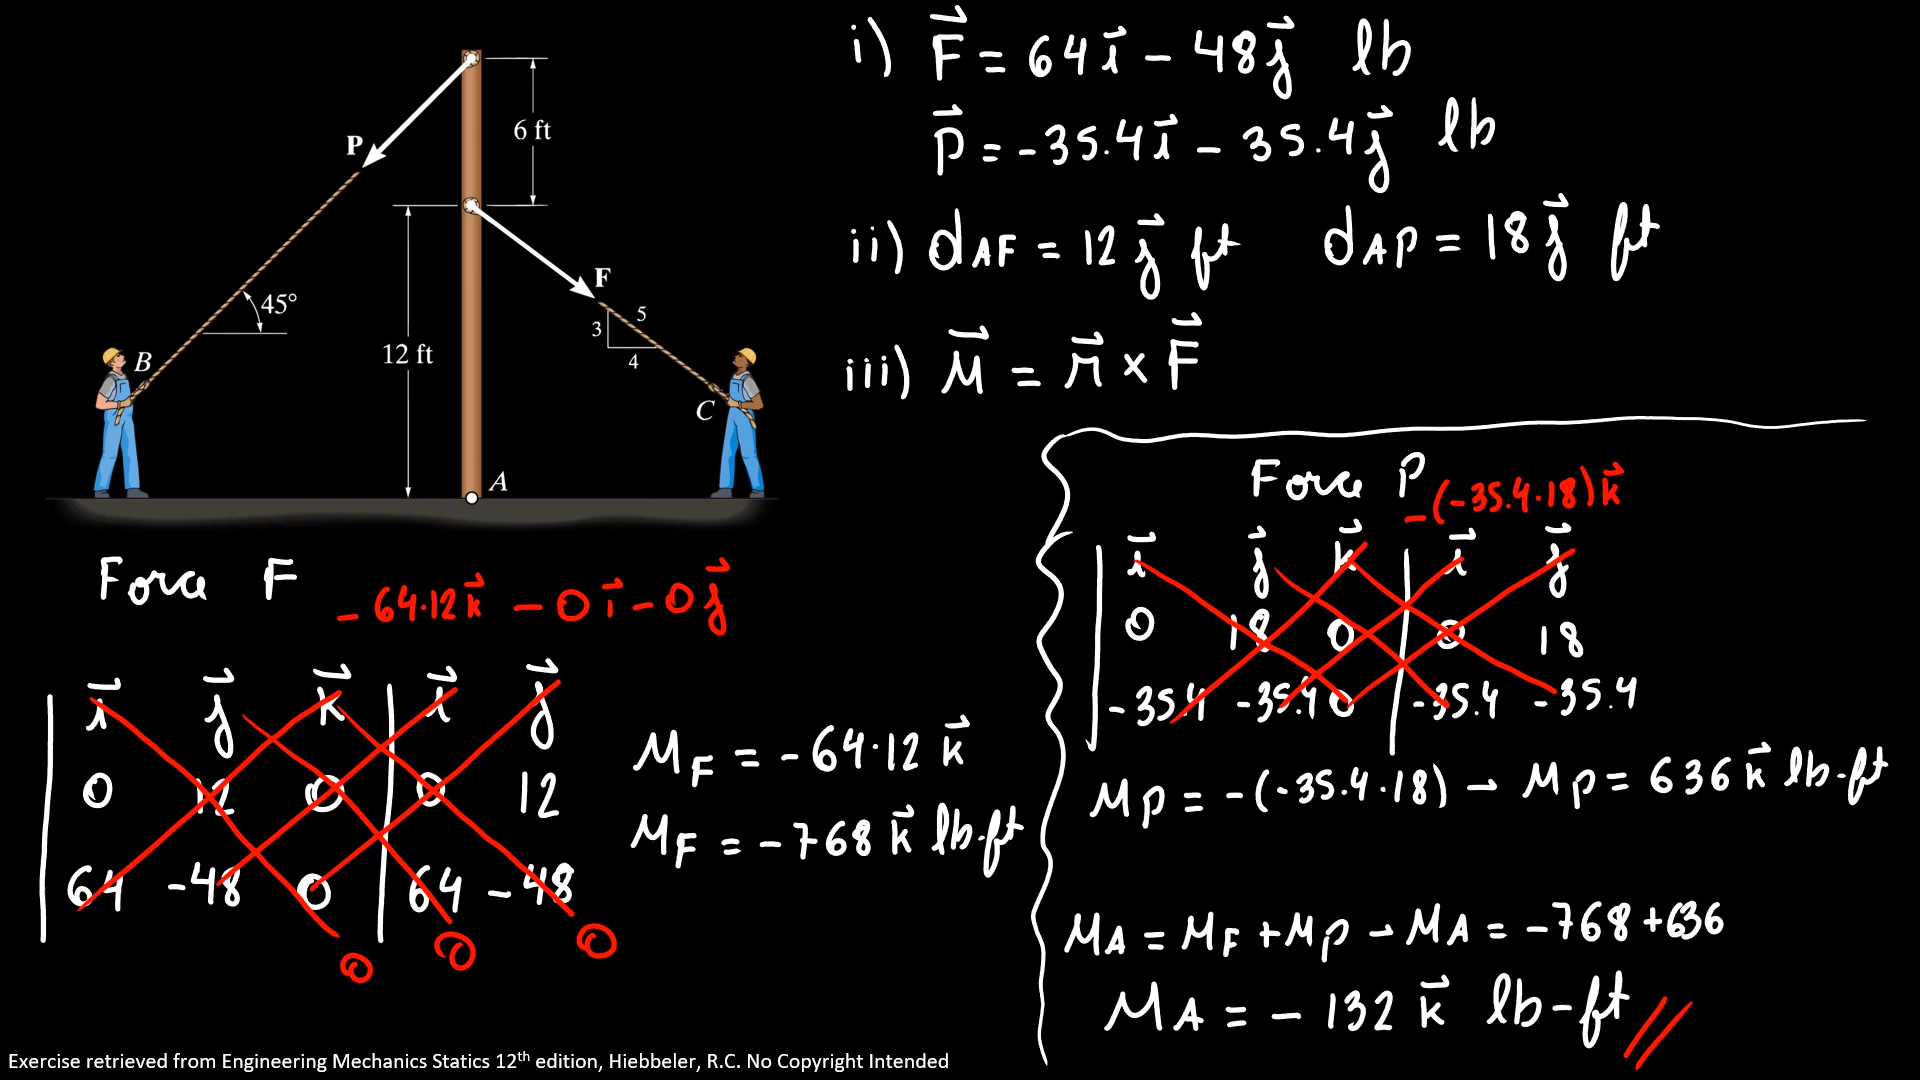 P
6 ft
F
5
3
4
45°
12 ft
B
C
A
i) F⃗ = 64i⃗ - 48j⃗ lb
P⃗ = -35.4i⃗ - 35.4j⃗ lb
ii) dAF = 12j⃗ ft dAP = 18j⃗ ft
iii) M⃗ = r⃗ × F⃗
Force F
- 64·12k⃗ - 0i⃗ - 0j⃗
i⃗ j⃗ k⃗ i⃗ j⃗
0 12 0 0 12
64 -48 0 64 -48
0 0 0
MF = -64·12 k⃗
MF = -768 k⃗ lb-ft
Force P
-(-35.4·18)k⃗
i⃗ j⃗ k⃗ i⃗ j⃗
0 18 0 0 18
-35.4 -35.4 0 -35.4 -35.4
MP = -(-35.4·18) → MP = 636 k⃗ lb-ft
MA = MF + MP → MA = -768 + 636
MA = -132 k⃗ lb-ft //
Exercise retrieved from Engineering Mechanics Statics 12th edition, Hiebbeler, R.C. No Copyright Intended